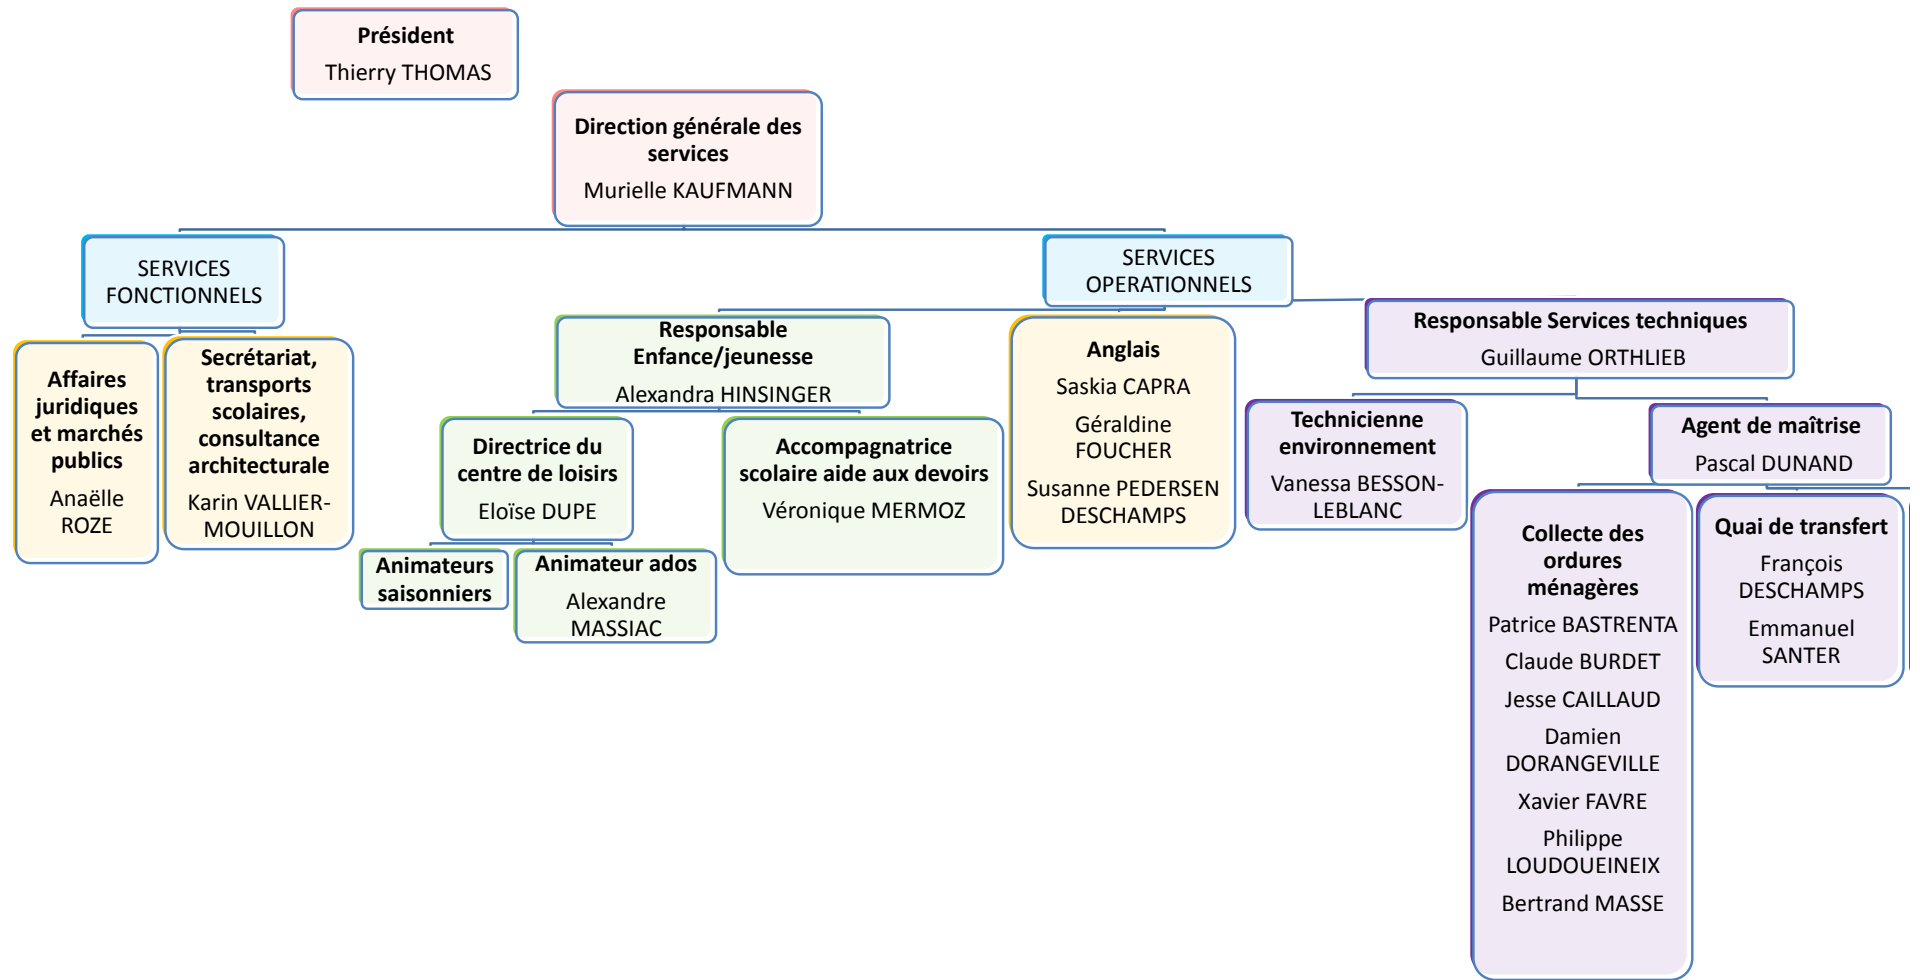 Président
Thierry THOMAS
Direction générale des
services
Murielle KAUFMANN
SERVICES
FONCTIONNELS
SERVICES
OPERATIONNELS
Affaires
juridiques
et marchés
publics
Anaëlle
ROZE
Secrétariat,
transports
scolaires,
consultance
architecturale
Karin VALLIER-
MOUILLON
Responsable
Enfance/jeunesse
Alexandra HINSINGER
Directrice du
centre de loisirs
Eloïse DUPE
Animateurs
saisonniers
Animateur ados
Alexandre
MASSIAC
Accompagnatrice
scolaire aide aux devoirs
Véronique MERMOZ
Anglais
Saskia CAPRA
Géraldine
FOUCHER
Susanne PEDERSEN
DESCHAMPS
Responsable Services techniques
Guillaume ORTHLIEB
Technicienne
environnement
Vanessa BESSON-
LEBLANC
Agent de maîtrise
Pascal DUNAND
Collecte des
ordures
ménagères
Patrice BASTRENTA
Claude BURDET
Jesse CAILLAUD
Damien
DORANGEVILLE
Xavier FAVRE
Philippe
LOUDOUEINEIX
Bertrand MASSE
Quai de transfert
François
DESCHAMPS
Emmanuel
SANTER